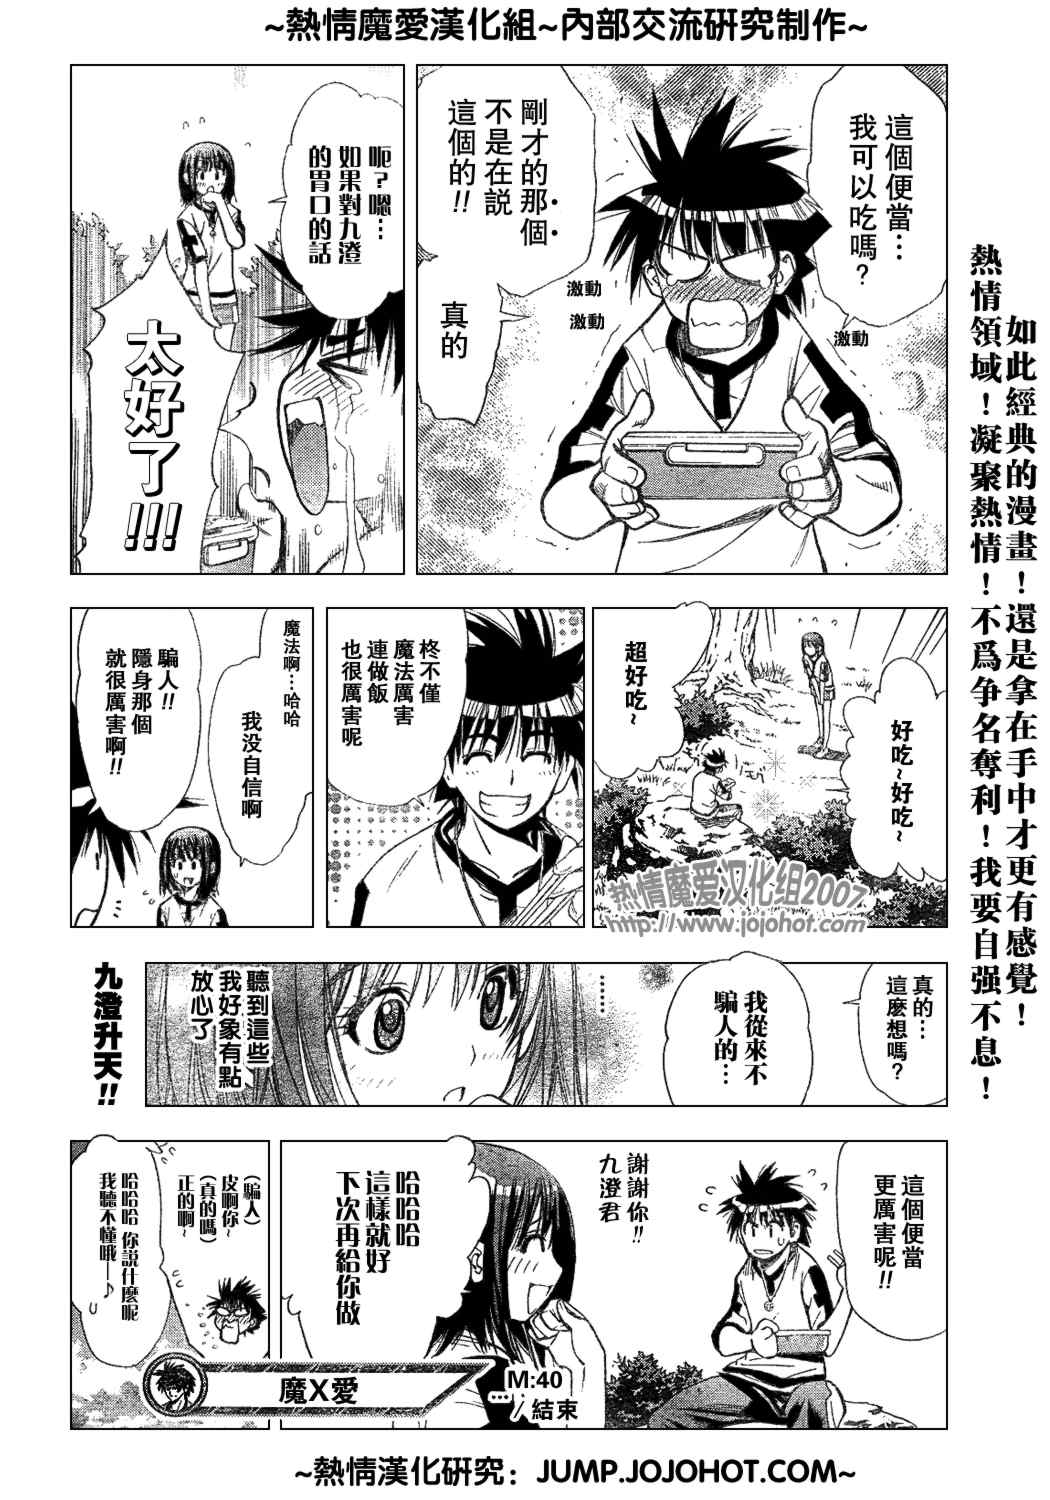 ~熱情魔愛漢化組~內部交流研究制作~
這個便當…
我可以吃嗎？
剛才的那個
不是在説
這個的!!
激動
激動
激動
真的
呃？嗯…
如果對九澄
的胃口的話
太好了!!!
如此經典的漫畫！還是拿在手中才更有感覺！
熱情領域！凝聚熱情！不爲争名奪利！我要自强不息！
好吃~好吃~
超好吃~
柊不僅
魔法厲害
連做飯
也很厲害呢
魔法啊…哈哈
我没自信啊
騙人!!
隱身那個
就很厲害啊!!
熱情魔爱汉化组2007
http://www.jojohot.com
真的…
這麽想嗎？
我從來不
騙人的…
……
聽到這些
我好象有點
放心了
九澄升天!!
這個便當
更厲害呢!!
謝謝你!!
九澄君
哈哈哈
這樣就好
下次再給你做
(騙人)
皮啊你~
(真的嗎)
正的啊~
哈哈哈 你説什麼呢
我聽不懂哦——♪
魔X愛
M:40
……/結束
~熱情漢化研究：JUMP.JOJOHOT.COM~